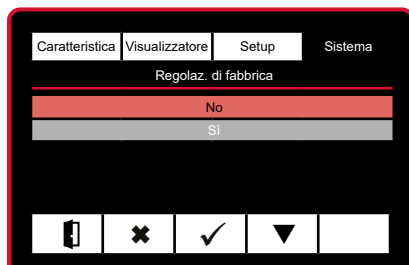 Caratteristica Visualizzatore Setup Sistema
Regolaz. di fabbrica
No
Sì